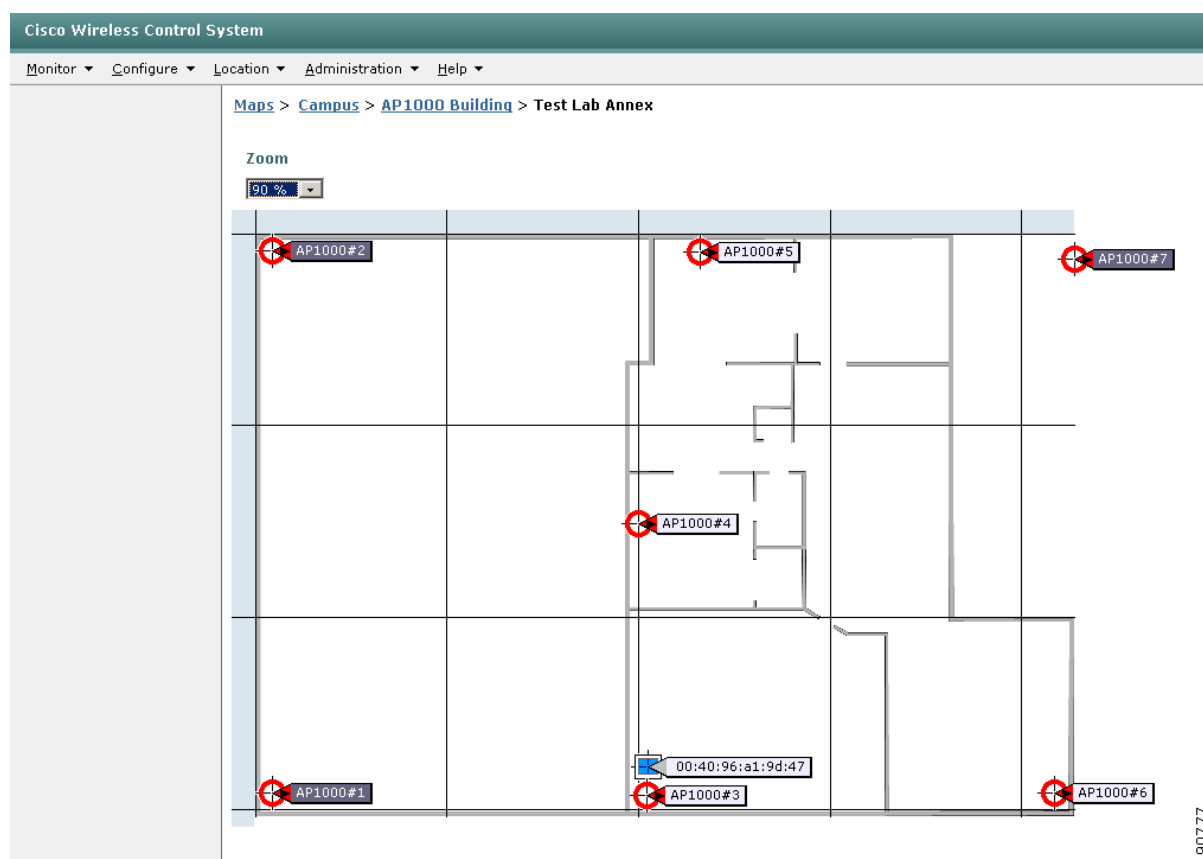 Cisco Wireless Control System
Monitor Configure Location Administration Help
Maps > Campus > AP1000 Building > Test Lab Annex
Zoom
90 %
AP1000#2
AP1000#5
AP1000#7
AP1000#4
00:40:96:a1:9d:47
AP1000#1
AP1000#3
AP1000#6